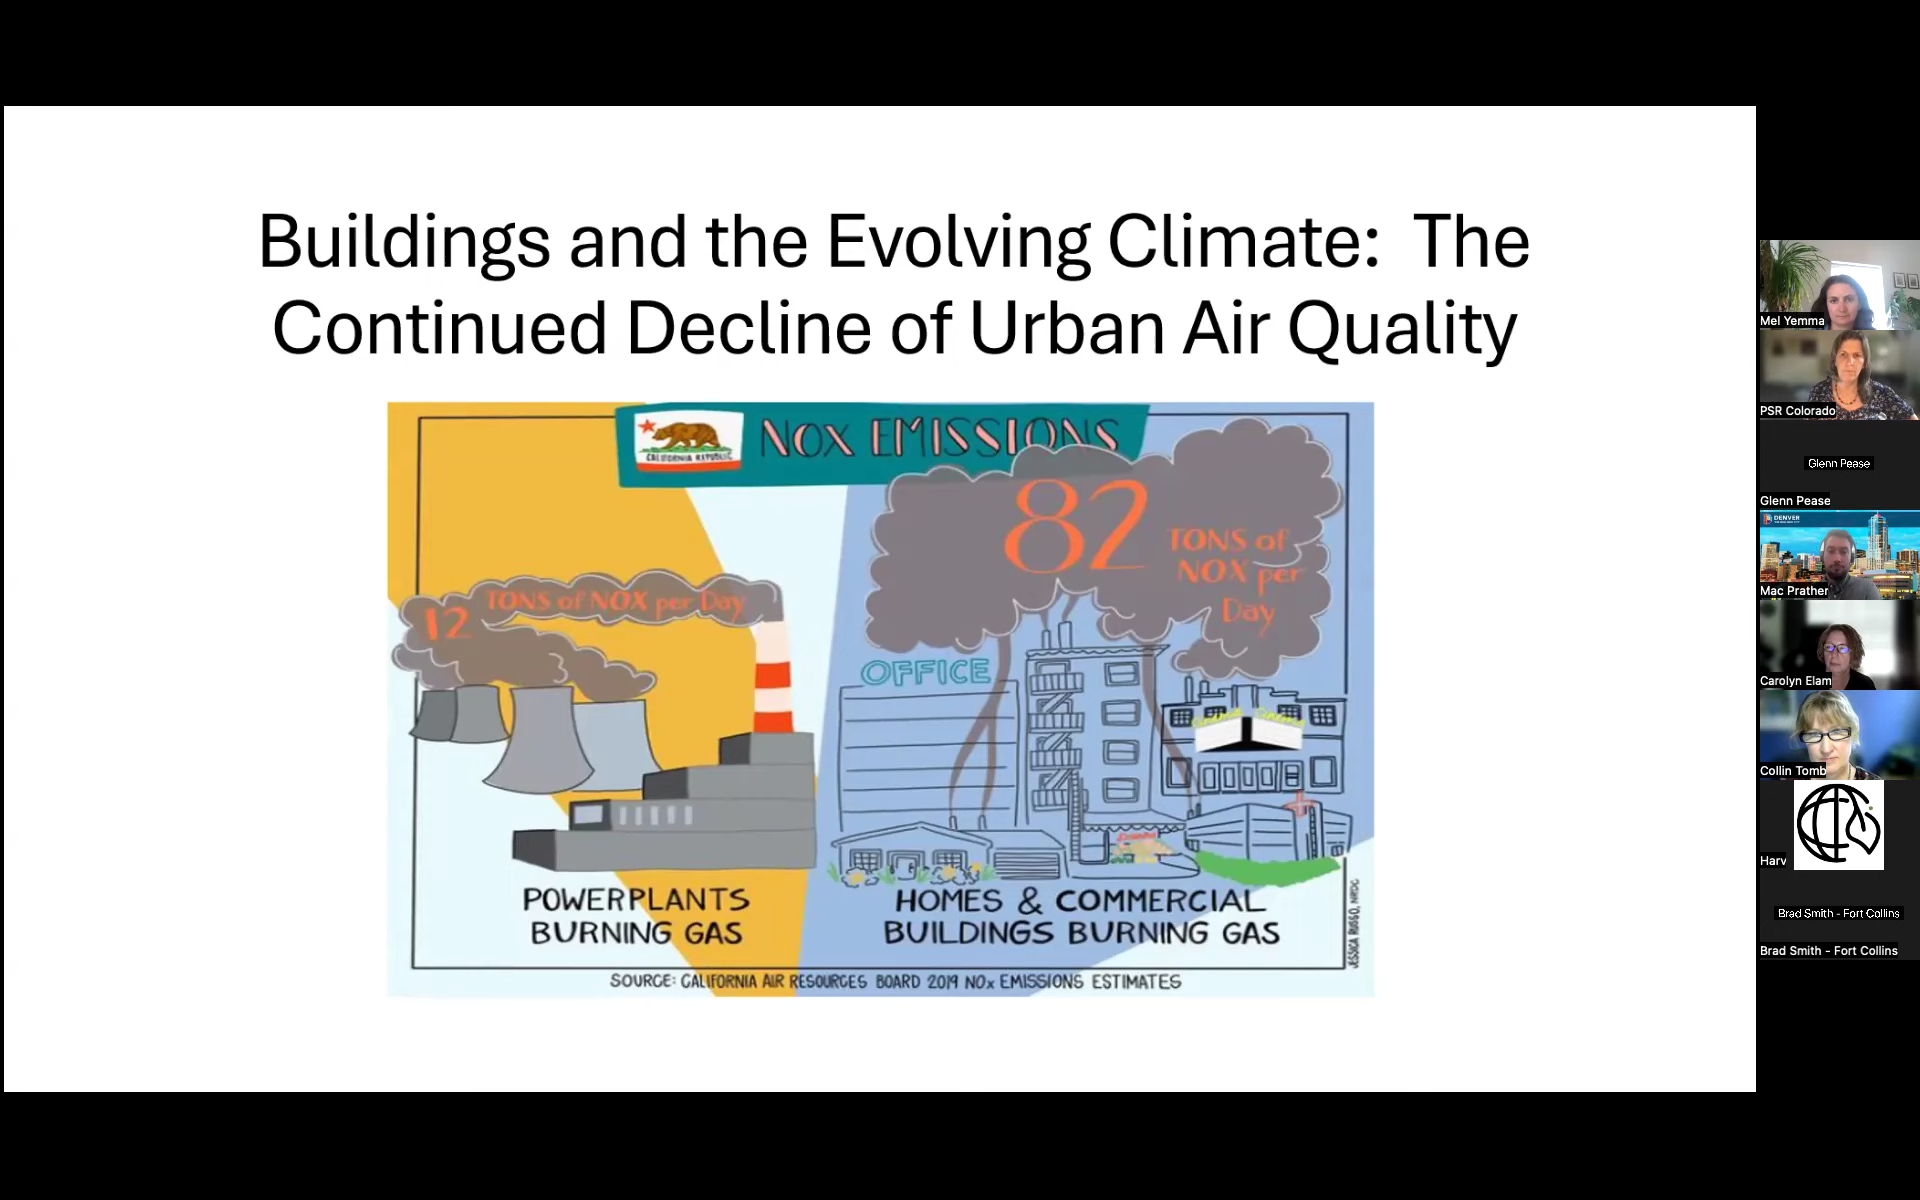 Buildings and the Evolving Climate:  The
Continued Decline of Urban Air Quality
CALIFORNIA REPUBLIC
NOX EMISSIONS
12 TONS of NOX per Day
82
TONS of
NOX per
Day
OFFICE
POWERPLANTS
BURNING GAS
HOMES & COMMERCIAL
BUILDINGS BURNING GAS
JESSICA RUSSO, NRDC
SOURCE: CALIFORNIA AIR RESOURCES BOARD 2019 NOx EMISSIONS ESTIMATES
Mel Yemma
PSR Colorado
Glenn Pease
Glenn Pease
DENVER
Mac Prather
Carolyn Elam
Collin Tomb
Harv
Brad Smith - Fort Collins
Brad Smith - Fort Collins